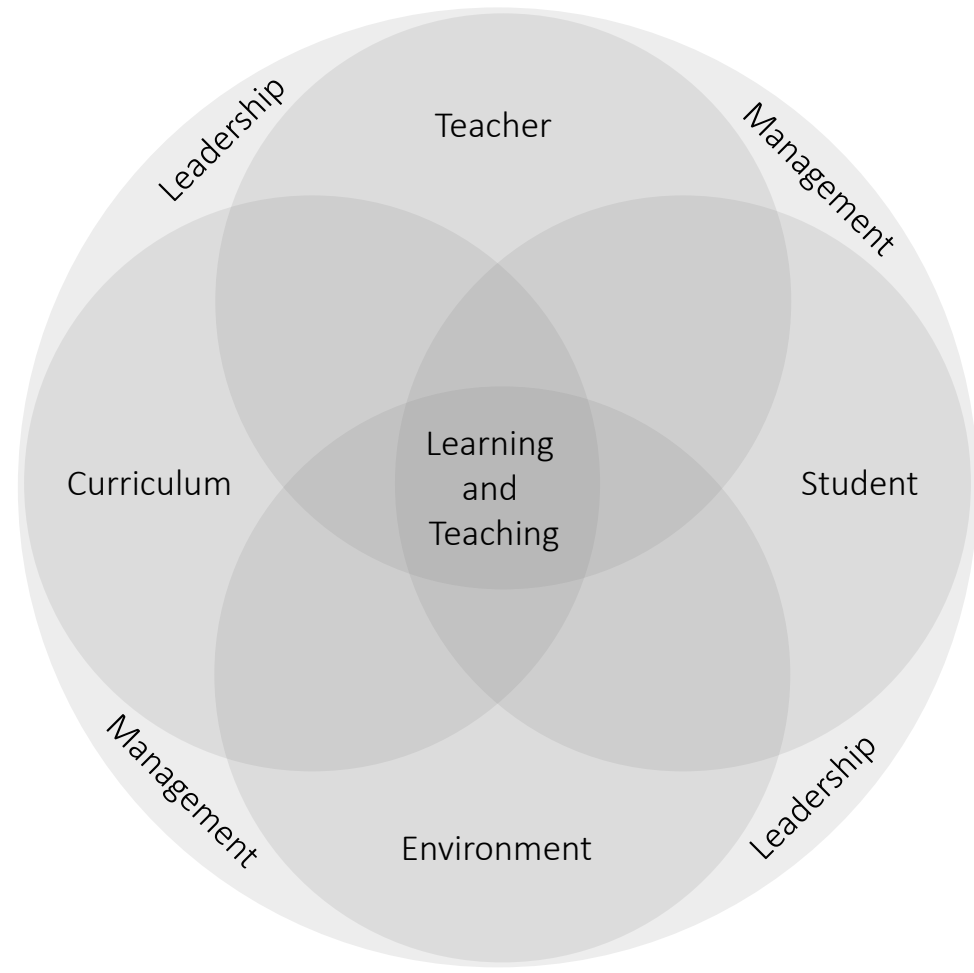 Leadership
Teacher
Management
Curriculum
Learning
and
Teaching
Student
Management
Environment
Leadership